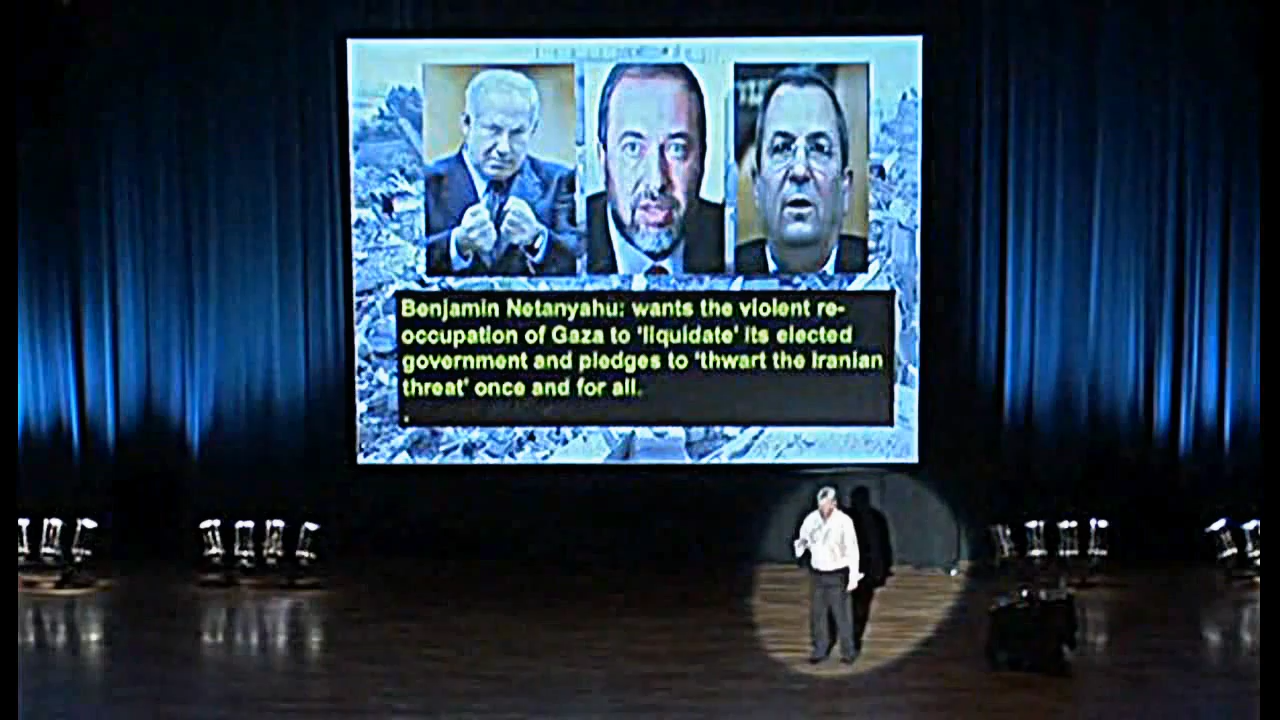 Benjamin Netanyahu: wants the violent re-
occupation of Gaza to 'liquidate' its elected
government and pledges to 'thwart the Iranian
threat' once and for all.
.